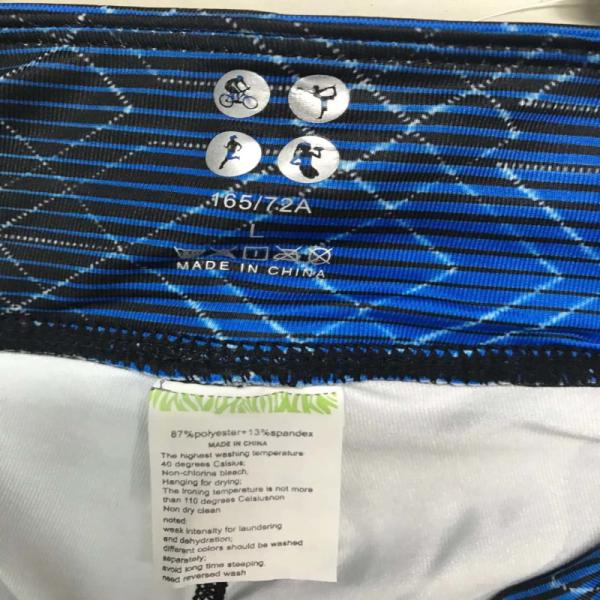 165/72A
L
MADE IN CHINA
87%polyester+13%spandex
MADE IN CHINA
The highest washing temperature
40 degrees Calsius;
Non-chlorine bleach,
Hanging for drying;
The Ironing temperature is not more
than 110 degrees Calsiusnon
Non dry clean
noted:
weak intensity for laundering
and dehydration;
different colors should be washed
separately;
avoid long time steeping.
need reversed wash